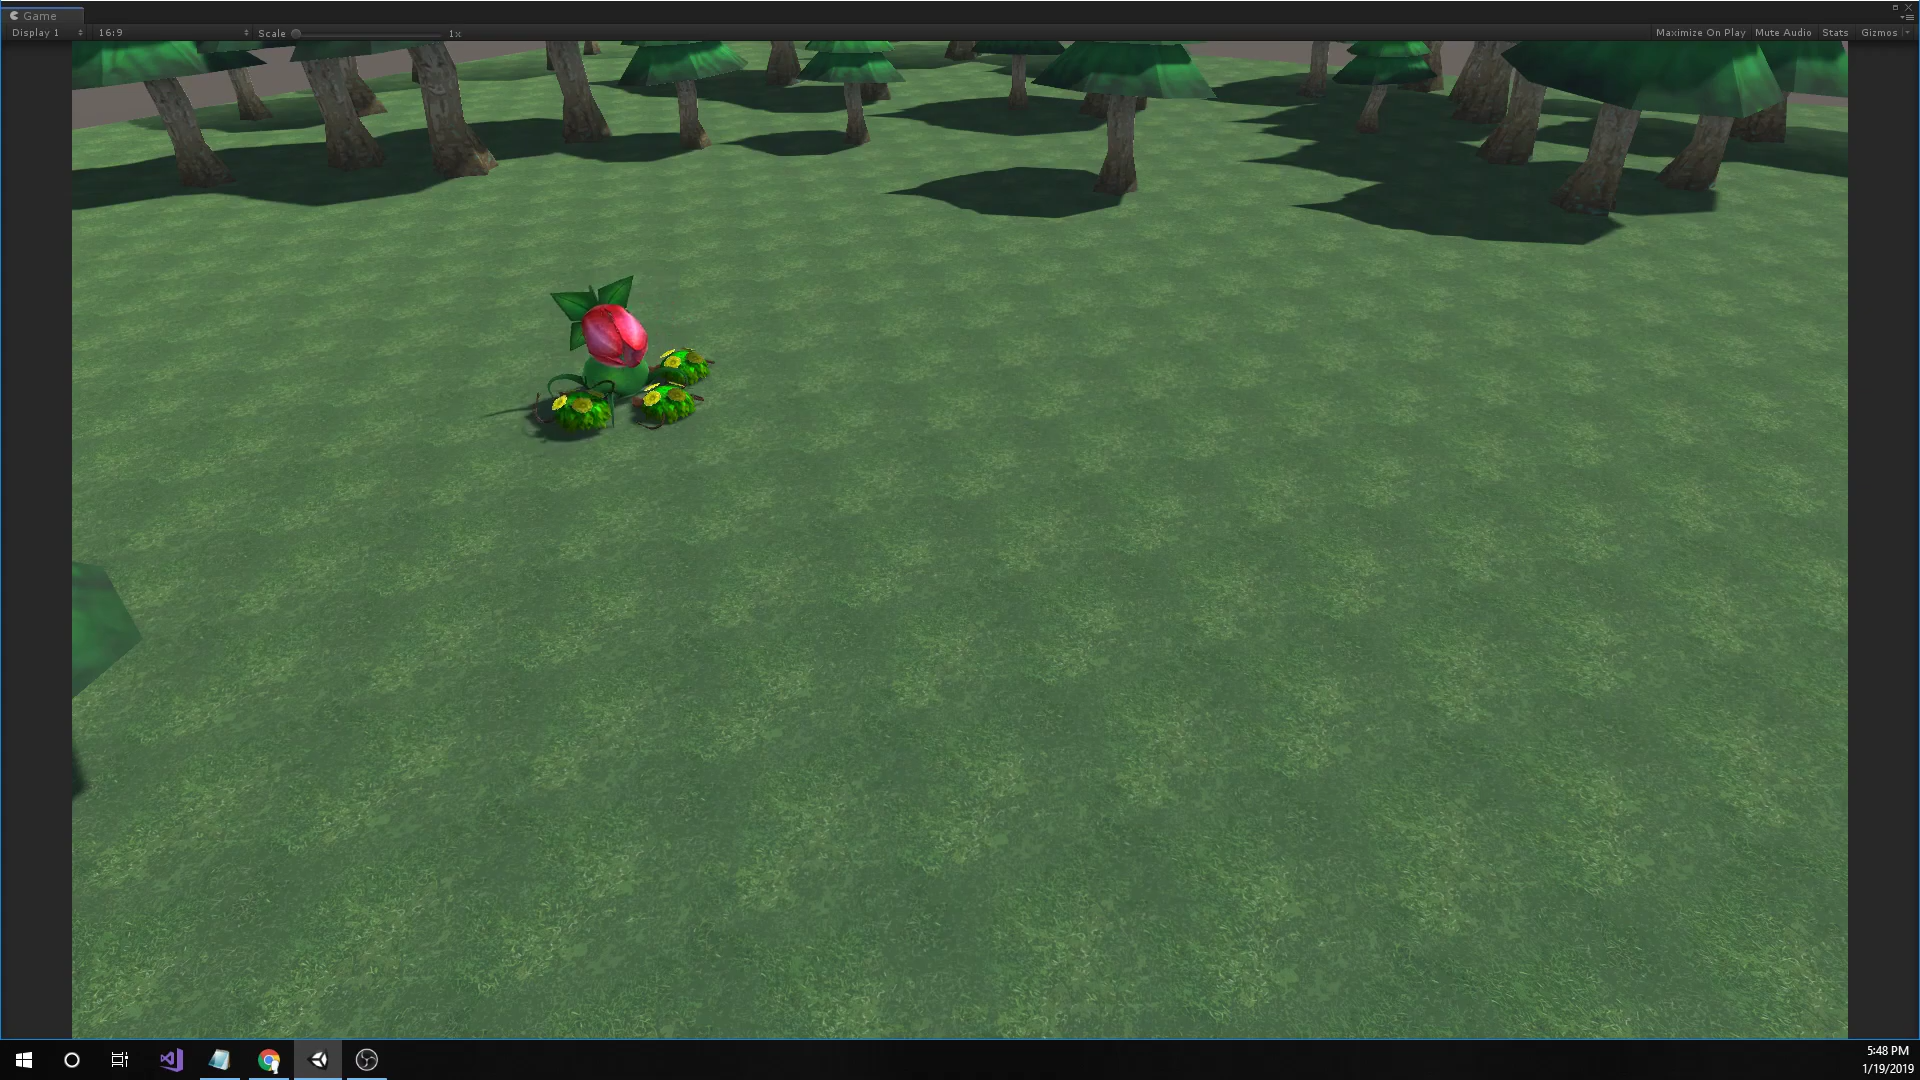 Game
Display 1 16:9 Scale 1x Maximize On Play Mute Audio Stats Gizmos
5:48 PM
1/19/2019